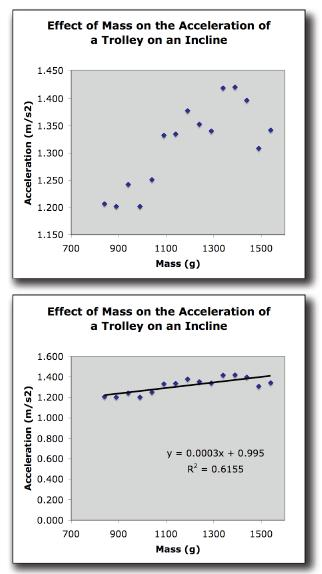 Effect of Mass on the Acceleration of
a Trolley on an Incline
Acceleration (m/s2)
1.450
1.400
1.350
1.300
1.250
1.200
1.150
700 900 1100 1300 1500
Mass (g)
Effect of Mass on the Acceleration of
a Trolley on an Incline
Acceleration (m/s2)
1.600
1.400
1.200
1.000
0.800
0.600
0.400
0.200
0.000
y = 0.0003x + 0.995
R² = 0.6155
700 900 1100 1300 1500
Mass (g)